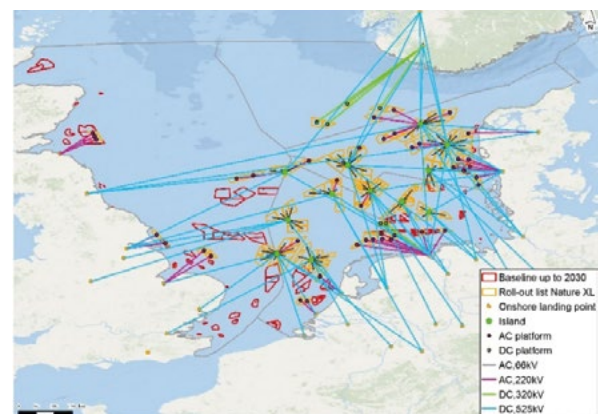 N
Baseline up to 2030
Roll-out list Nature XL
Onshore landing point
Island
AC platform
DC platform
AC,66kV
AC,220kV
DC,320kV
DC,525kV